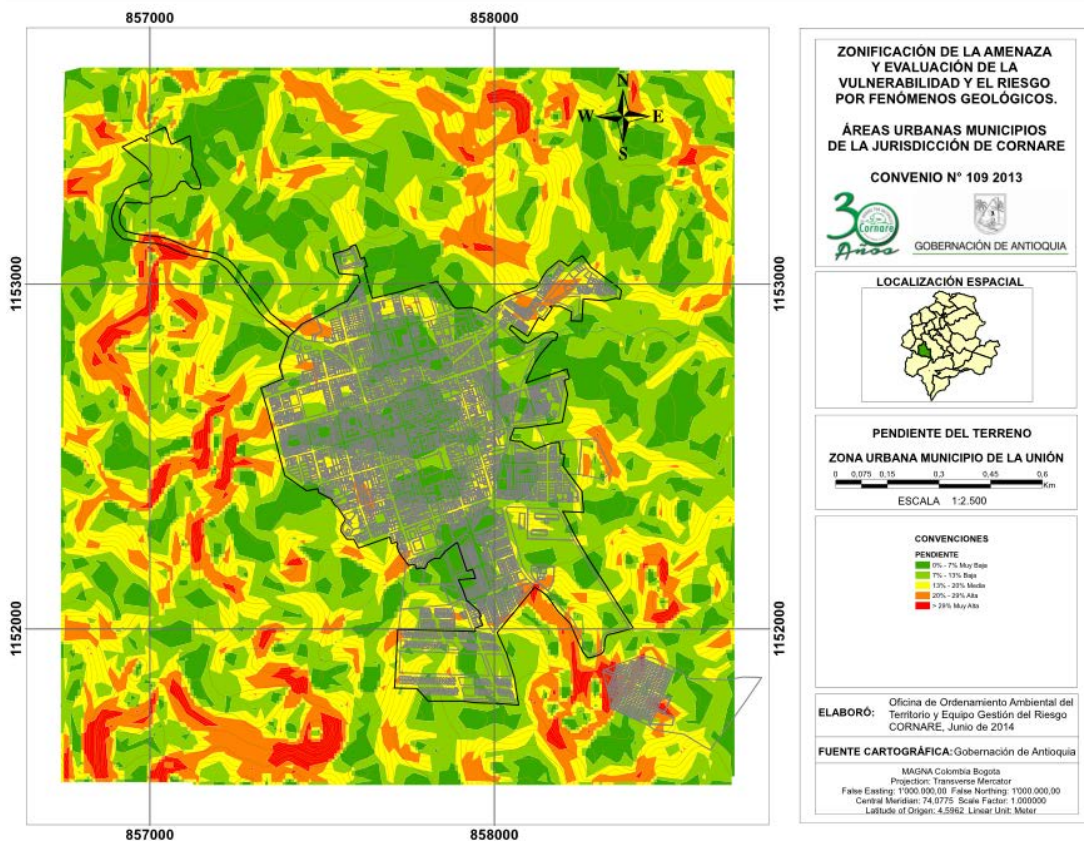 857000
858000
1153000
1152000
N
W
E
S
1153000
1152000
857000
858000
ZONIFICACIÓN DE LA AMENAZA
Y EVALUACIÓN DE LA
VULNERABILIDAD Y EL RIESGO
POR FENÓMENOS GEOLÓGICOS.
ÁREAS URBANAS MUNICIPIOS
DE LA JURISDICCIÓN DE CORNARE
CONVENIO N° 109 2013
30
Cornare
Años
GOBERNACIÓN DE ANTIOQUIA
LOCALIZACIÓN ESPACIAL
PENDIENTE DEL TERRENO
ZONA URBANA MUNICIPIO DE LA UNIÓN
0 0,075 0,15 0,3 0,45 0,6
Km
ESCALA 1:2.500
CONVENCIONES
PENDIENTE
0% - 7% Muy Baja
7% - 13% Baja
13% - 20% Media
20% - 29% Alta
> 29% Muy Alta
ELABORÓ: Oficina de Ordenamiento Ambiental del
Territorio y Equipo Gestión del Riesgo
CORNARE, Junio de 2014
FUENTE CARTOGRÁFICA: Gobernación de Antioquia
MAGNA Colombia Bogota
Projection: Transverse Mercator
False Easting: 1'000.000,00 False Northing: 1'000.000,00
Central Meridian: 74,0775 Scale Factor: 1.000000
Latitude of Origen: 4,5962 Linear Unit: Meter